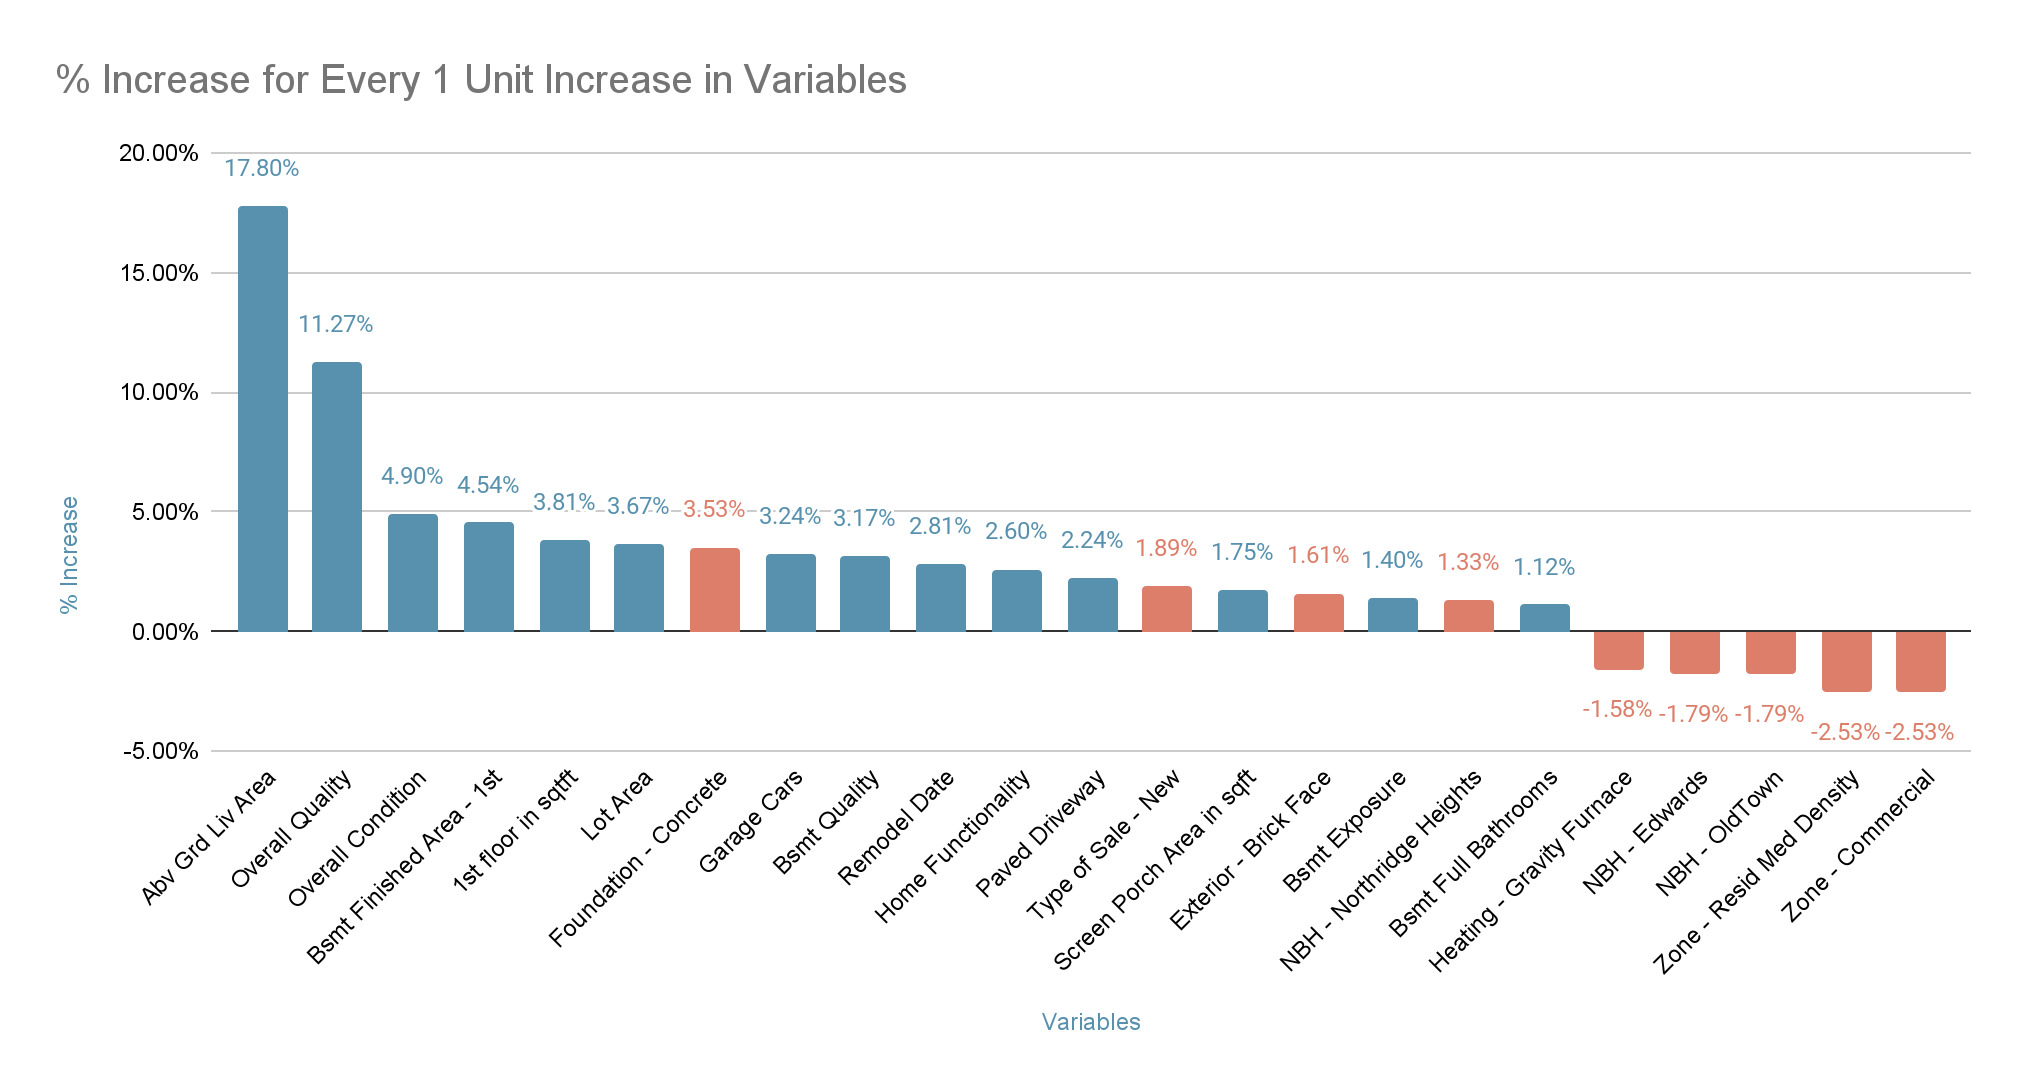 % Increase for Every 1 Unit Increase in Variables
20.00%
15.00%
10.00%
5.00%
0.00%
-5.00%
% Increase
17.80%
11.27%
4.90%
4.54%
3.81%
3.67%
3.53%
3.24%
3.17%
2.81%
2.60%
2.24%
1.89%
1.75%
1.61%
1.40%
1.33%
1.12%
-1.58%
-1.79%
-1.79%
-2.53%
-2.53%
Abv Grd Liv Area
Overall Quality
Overall Condition
Bsmt Finished Area - 1st
1st floor in sqtft
Lot Area
Foundation - Concrete
Garage Cars
Bsmt Quality
Remodel Date
Home Functionality
Paved Driveway
Type of Sale - New
Screen Porch Area in sqft
Exterior - Brick Face
Bsmt Exposure
NBH - Northridge Heights
Bsmt Full Bathrooms
Heating - Gravity Furnace
NBH - Edwards
NBH - OldTown
Zone - Resid Med Density
Zone - Commercial
Variables